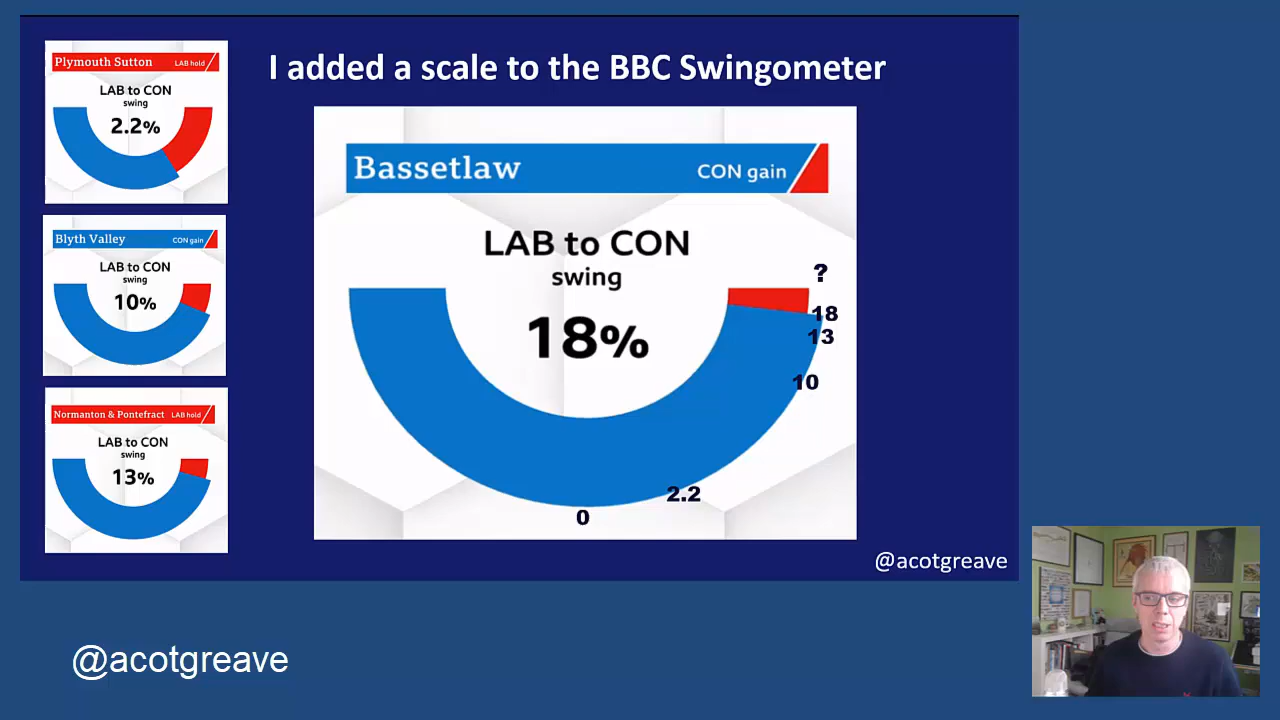 I added a scale to the BBC Swingometer
Plymouth Sutton LAB hold
LAB to CON
swing
2.2%
Blyth Valley CON gain
LAB to CON
swing
10%
Normanton & Pontefract LAB hold
LAB to CON
swing
13%
Bassetlaw CON gain
LAB to CON
swing
18%
?
18
13
10
2.2
0
@acotgreave
@acotgreave